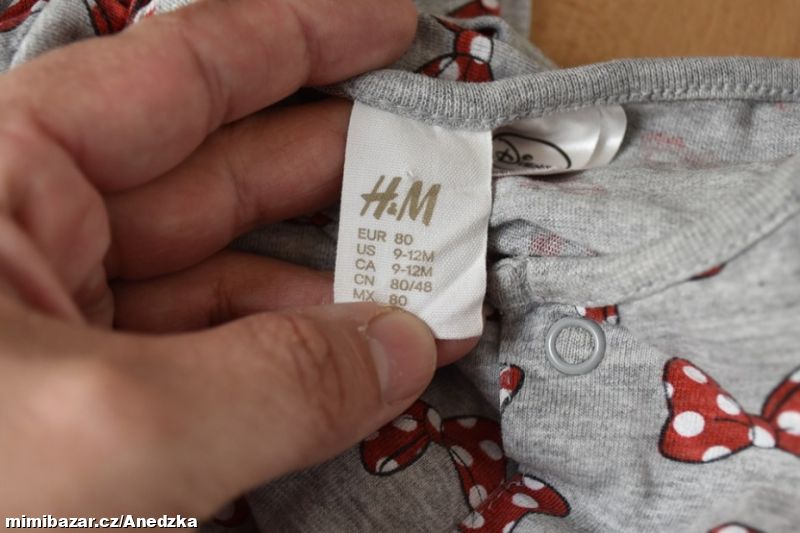 H&M
EUR 80
US 9-12M
CA 9-12M
CN 80/48
MX 80
mimibazar.cz/Anedzka